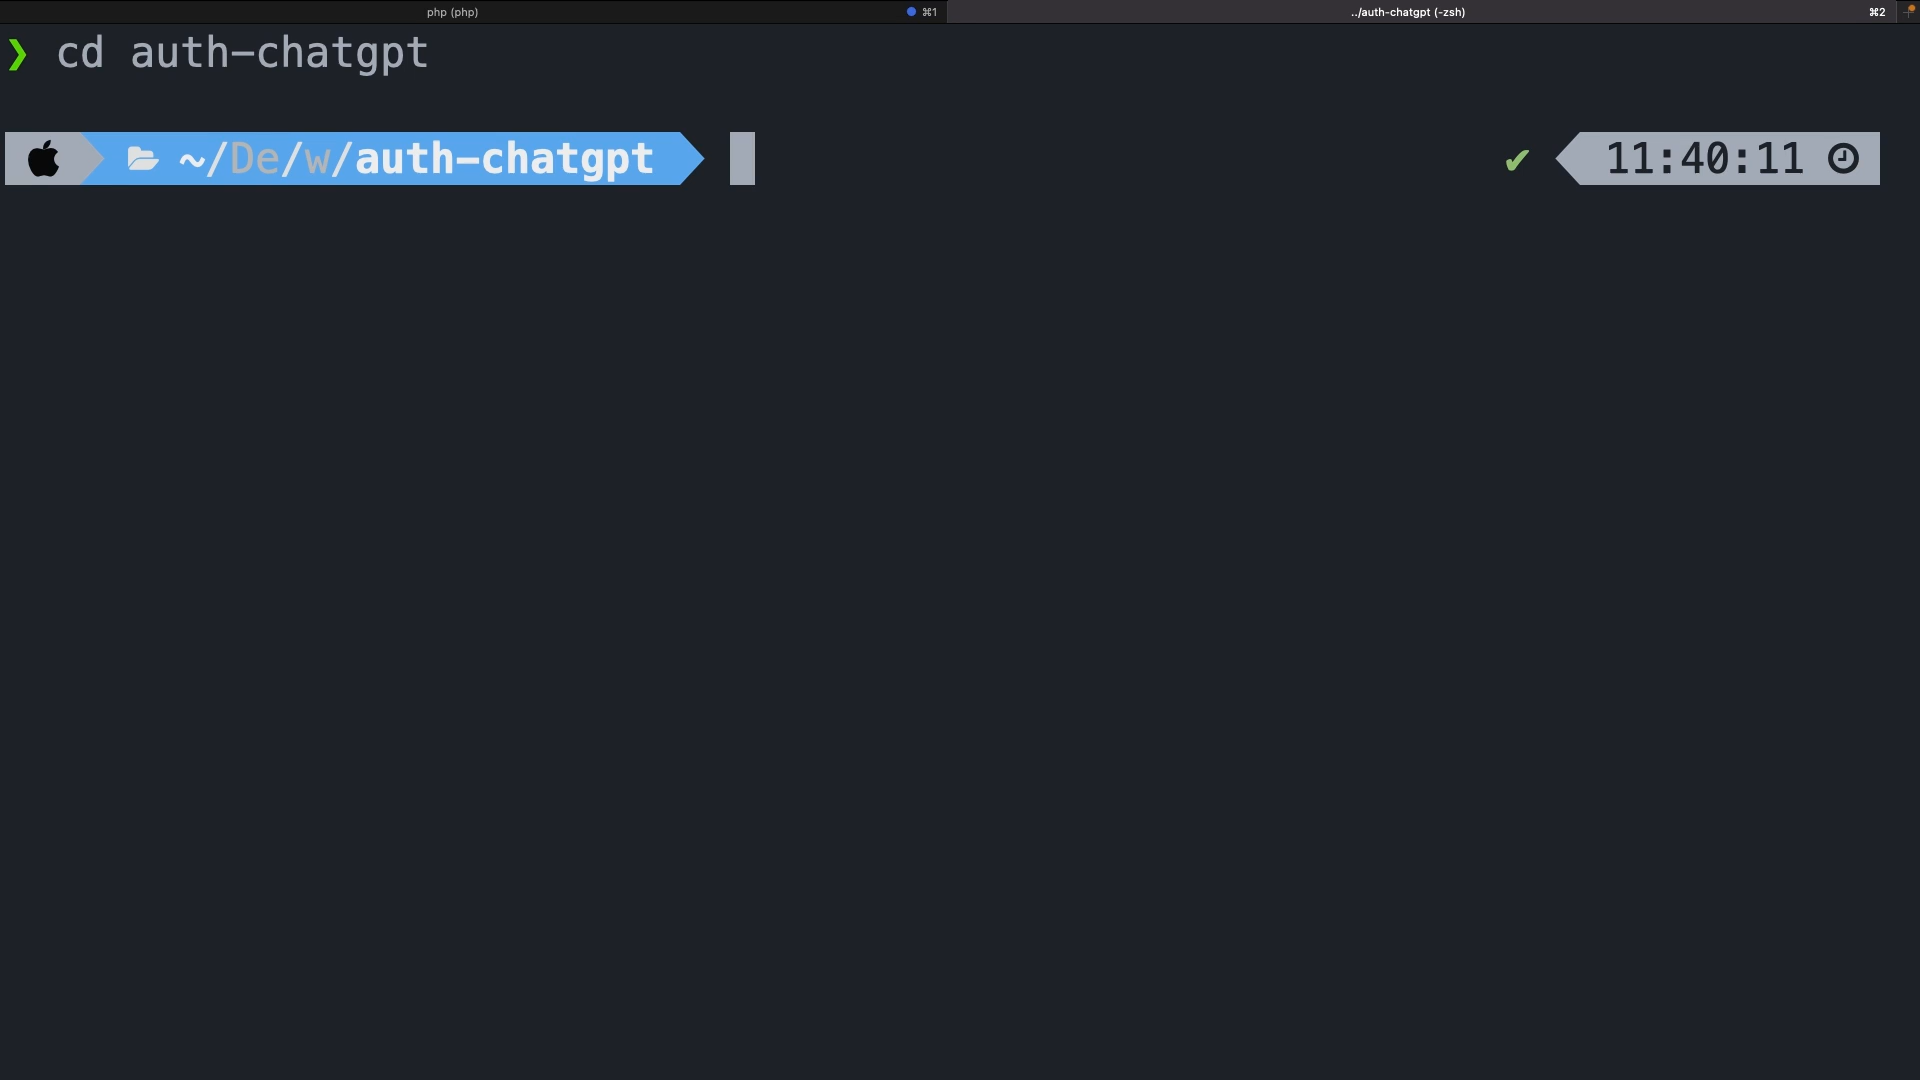 php (php) ⌘1 ../auth-chatgpt (-zsh) ⌘2
❯ cd auth-chatgpt
~/De/w/auth-chatgpt ✔ 11:40:11